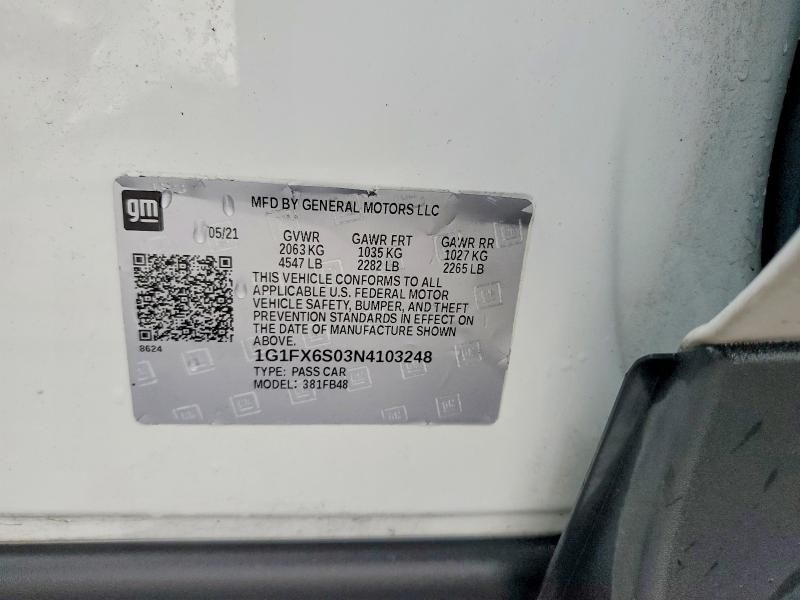 gm
MFD BY GENERAL MOTORS LLC
05/21
GVWR GAWR FRT GAWR RR
2063 KG 1035 KG 1027 KG
4547 LB 2282 LB 2265 LB
THIS VEHICLE CONFORMS TO ALL
APPLICABLE U.S. FEDERAL MOTOR
VEHICLE SAFETY, BUMPER, AND THEFT
PREVENTION STANDARDS IN EFFECT ON
THE DATE OF MANUFACTURE SHOWN
ABOVE.
8624
1G1FX6S03N4103248
TYPE: PASS CAR
MODEL: 381FB48